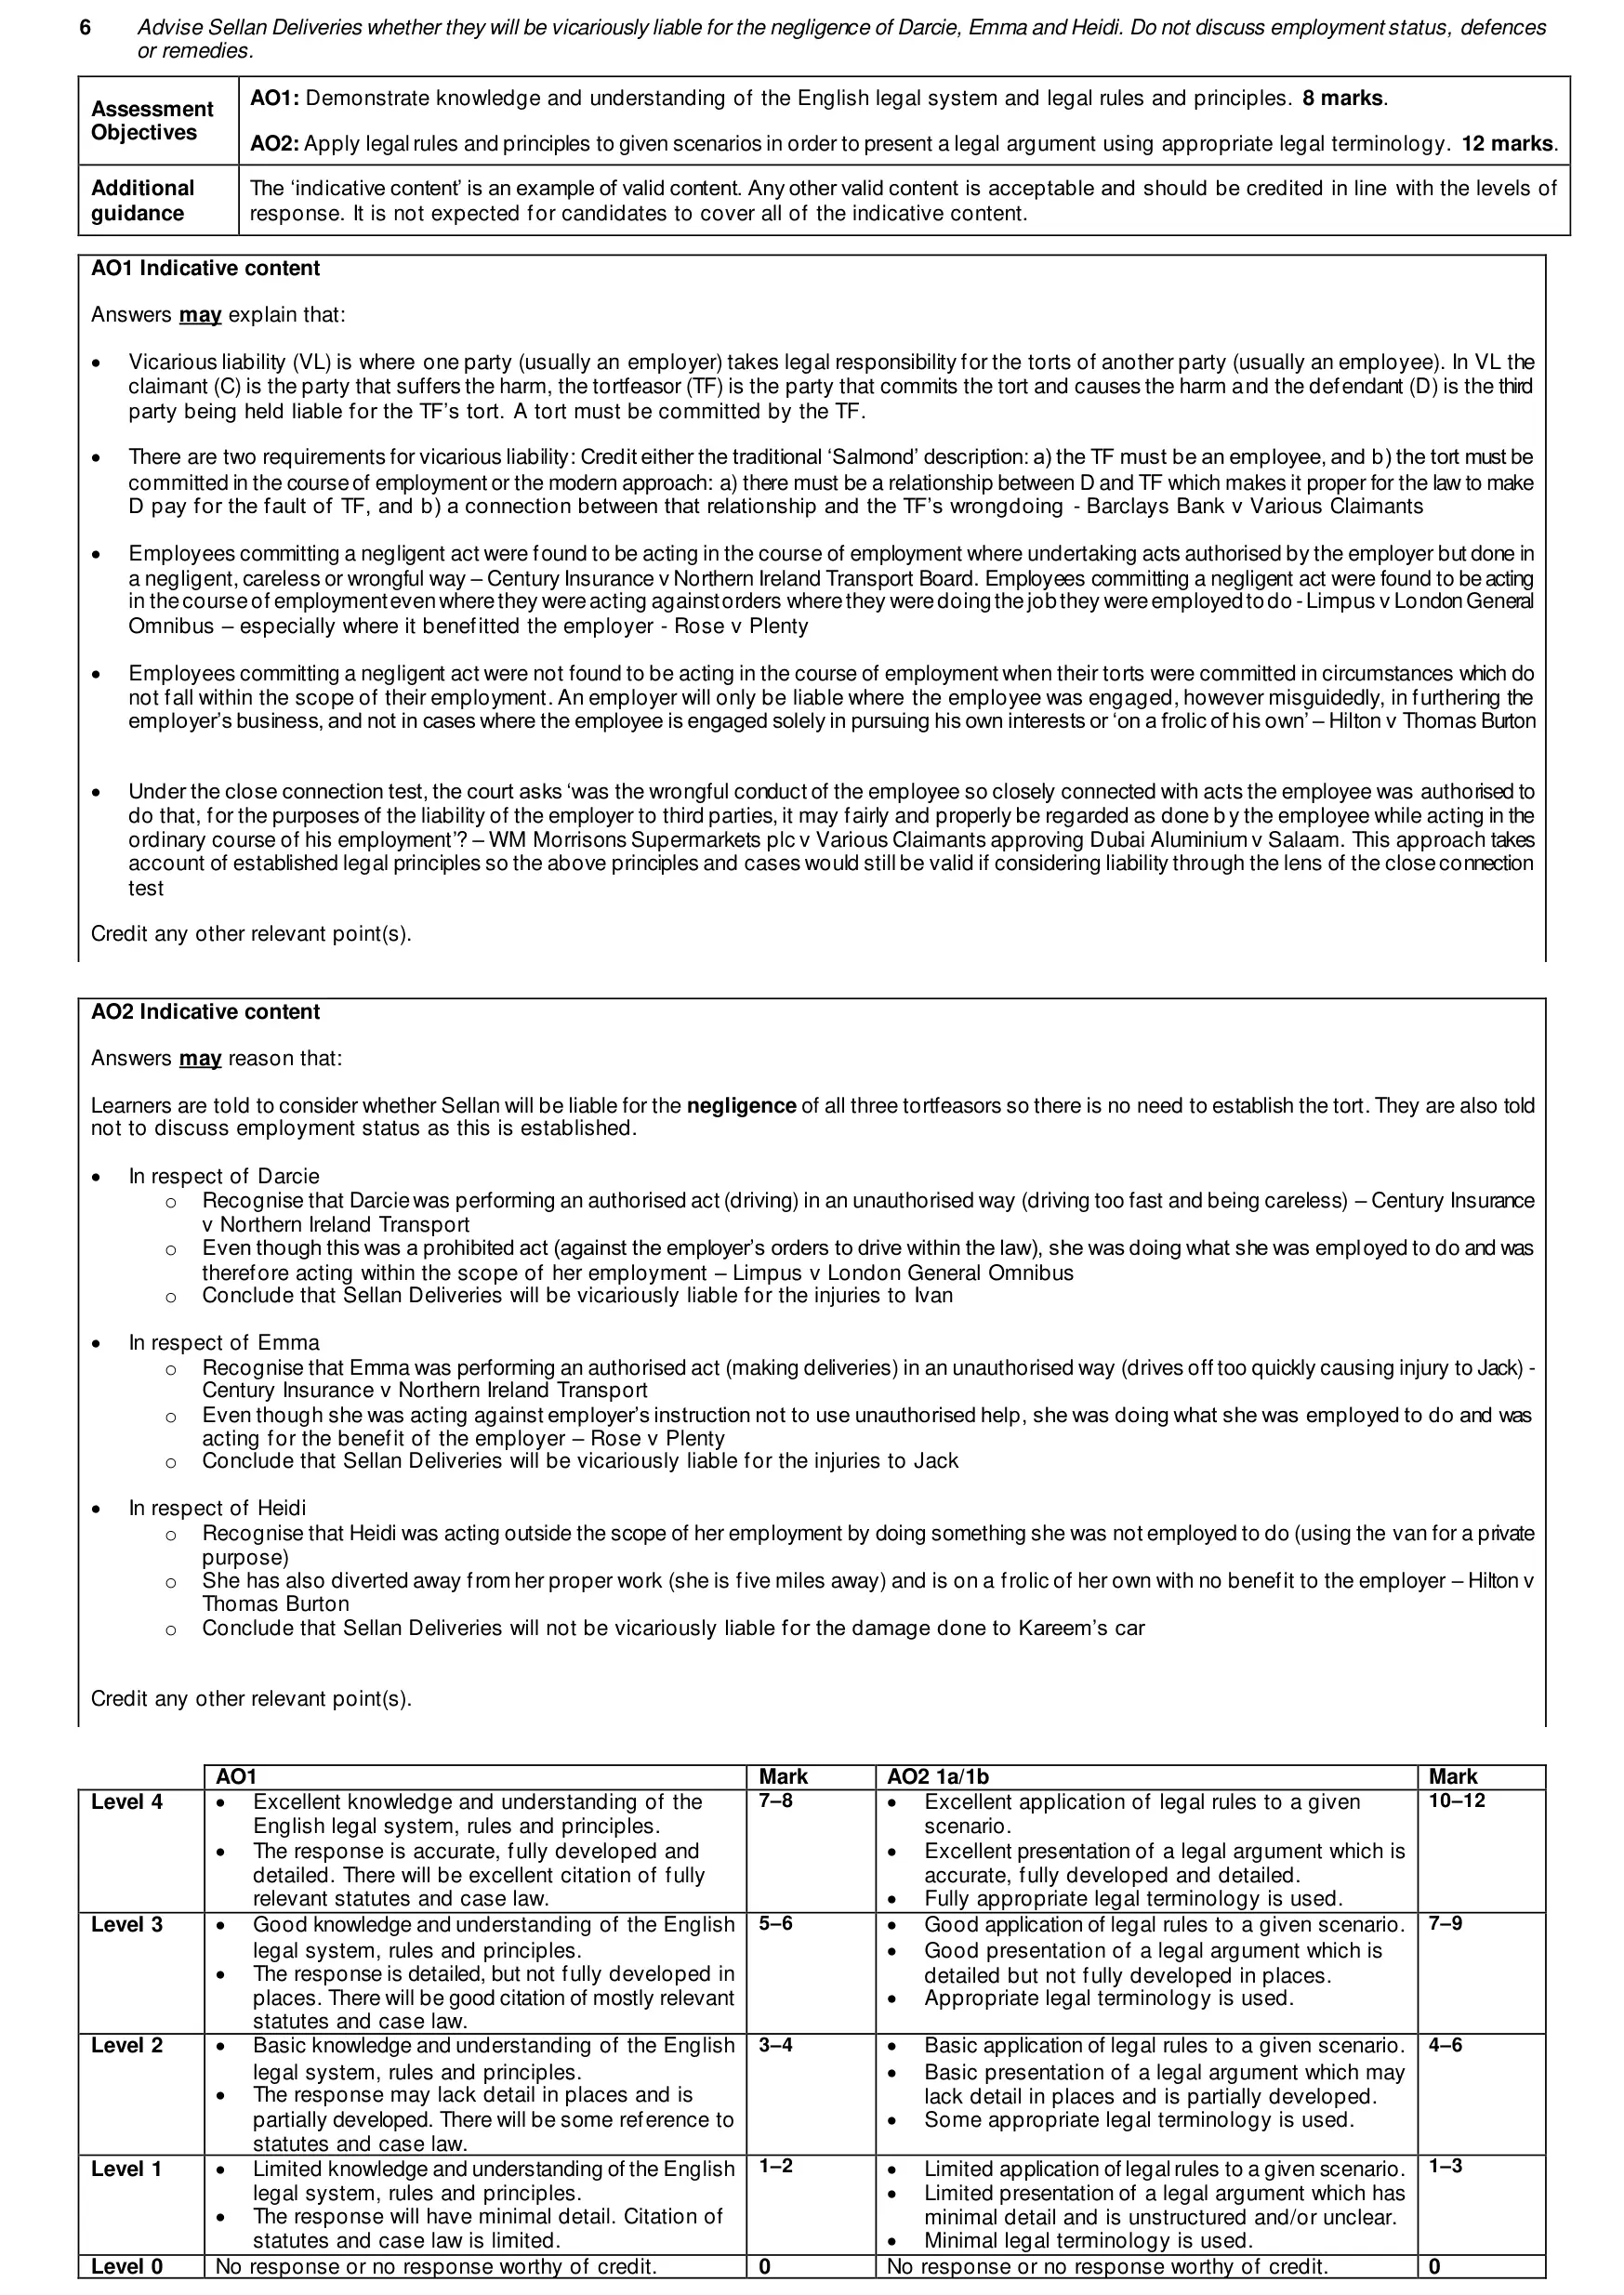 6 Advise Sellan Deliveries whether they will be vicariously liable for the negligence of Darcie, Emma and Heidi. Do not discuss employment status, defences
or remedies.
Assessment
Objectives
AO1: Demonstrate knowledge and understanding of the English legal system and legal rules and principles. 8 marks.
AO2: Apply legal rules and principles to given scenarios in order to present a legal argument using appropriate legal terminology. 12 marks.
Additional
guidance
The ‘indicative content’ is an example of valid content. Any other valid content is acceptable and should be credited in line with the levels of
response. It is not expected for candidates to cover all of the indicative content.
AO1 Indicative content
Answers may explain that:
• Vicarious liability (VL) is where one party (usually an employer) takes legal responsibility for the torts of another party (usually an employee). In VL the
claimant (C) is the party that suffers the harm, the tortfeasor (TF) is the party that commits the tort and causes the harm and the defendant (D) is the third
party being held liable for the TF’s tort. A tort must be committed by the TF.
• There are two requirements for vicarious liability: Credit either the traditional ‘Salmond’ description: a) the TF must be an employee, and b) the tort must be
committed in the course of employment or the modern approach: a) there must be a relationship between D and TF which makes it proper for the law to make
D pay for the fault of TF, and b) a connection between that relationship and the TF’s wrongdoing - Barclays Bank v Various Claimants
• Employees committing a negligent act were found to be acting in the course of employment where undertaking acts authorised by the employer but done in
a negligent, careless or wrongful way – Century Insurance v Northern Ireland Transport Board. Employees committing a negligent act were found to be acting
in the course of employment even where they were acting against orders where they were doing the job they were employed to do - Limpus v London General
Omnibus – especially where it benefitted the employer - Rose v Plenty
• Employees committing a negligent act were not found to be acting in the course of employment when their torts were committed in circumstances which do
not fall within the scope of their employment. An employer will only be liable where the employee was engaged, however misguidedly, in furthering the
employer’s business, and not in cases where the employee is engaged solely in pursuing his own interests or ‘on a frolic of his own’ – Hilton v Thomas Burton
• Under the close connection test, the court asks ‘was the wrongful conduct of the employee so closely connected with acts the employee was authorised to
do that, for the purposes of the liability of the employer to third parties, it may fairly and properly be regarded as done by the employee while acting in the
ordinary course of his employment’? – WM Morrisons Supermarkets plc v Various Claimants approving Dubai Aluminium v Salaam. This approach takes
account of established legal principles so the above principles and cases would still be valid if considering liability through the lens of the close connection
test
Credit any other relevant point(s).
AO2 Indicative content
Answers may reason that:
Learners are told to consider whether Sellan will be liable for the negligence of all three tortfeasors so there is no need to establish the tort. They are also told
not to discuss employment status as this is established.
• In respect of Darcie
o Recognise that Darcie was performing an authorised act (driving) in an unauthorised way (driving too fast and being careless) – Century Insurance
v Northern Ireland Transport
o Even though this was a prohibited act (against the employer’s orders to drive within the law), she was doing what she was employed to do and was
therefore acting within the scope of her employment – Limpus v London General Omnibus
o Conclude that Sellan Deliveries will be vicariously liable for the injuries to Ivan
• In respect of Emma
o Recognise that Emma was performing an authorised act (making deliveries) in an unauthorised way (drives off too quickly causing injury to Jack) -
Century Insurance v Northern Ireland Transport
o Even though she was acting against employer’s instruction not to use unauthorised help, she was doing what she was employed to do and was
acting for the benefit of the employer – Rose v Plenty
o Conclude that Sellan Deliveries will be vicariously liable for the injuries to Jack
• In respect of Heidi
o Recognise that Heidi was acting outside the scope of her employment by doing something she was not employed to do (using the van for a private
purpose)
o She has also diverted away from her proper work (she is five miles away) and is on a frolic of her own with no benefit to the employer – Hilton v
Thomas Burton
o Conclude that Sellan Deliveries will not be vicariously liable for the damage done to Kareem’s car
Credit any other relevant point(s).
AO1 Mark AO2 1a/1b Mark
Level 4
• Excellent knowledge and understanding of the
English legal system, rules and principles.
• The response is accurate, fully developed and
detailed. There will be excellent citation of fully
relevant statutes and case law.
7–8
• Excellent application of legal rules to a given
scenario.
• Excellent presentation of a legal argument which is
accurate, fully developed and detailed.
• Fully appropriate legal terminology is used.
10–12
Level 3
• Good knowledge and understanding of the English
legal system, rules and principles.
• The response is detailed, but not fully developed in
places. There will be good citation of mostly relevant
statutes and case law.
5–6
• Good application of legal rules to a given scenario.
• Good presentation of a legal argument which is
detailed but not fully developed in places.
• Appropriate legal terminology is used.
7–9
Level 2
• Basic knowledge and understanding of the English
legal system, rules and principles.
• The response may lack detail in places and is
partially developed. There will be some reference to
statutes and case law.
3–4
• Basic application of legal rules to a given scenario.
• Basic presentation of a legal argument which may
lack detail in places and is partially developed.
• Some appropriate legal terminology is used.
4–6
Level 1
• Limited knowledge and understanding of the English
legal system, rules and principles.
• The response will have minimal detail. Citation of
statutes and case law is limited.
1–2
• Limited application of legal rules to a given scenario.
• Limited presentation of a legal argument which has
minimal detail and is unstructured and/or unclear.
• Minimal legal terminology is used.
1–3
Level 0 No response or no response worthy of credit. 0 No response or no response worthy of credit. 0